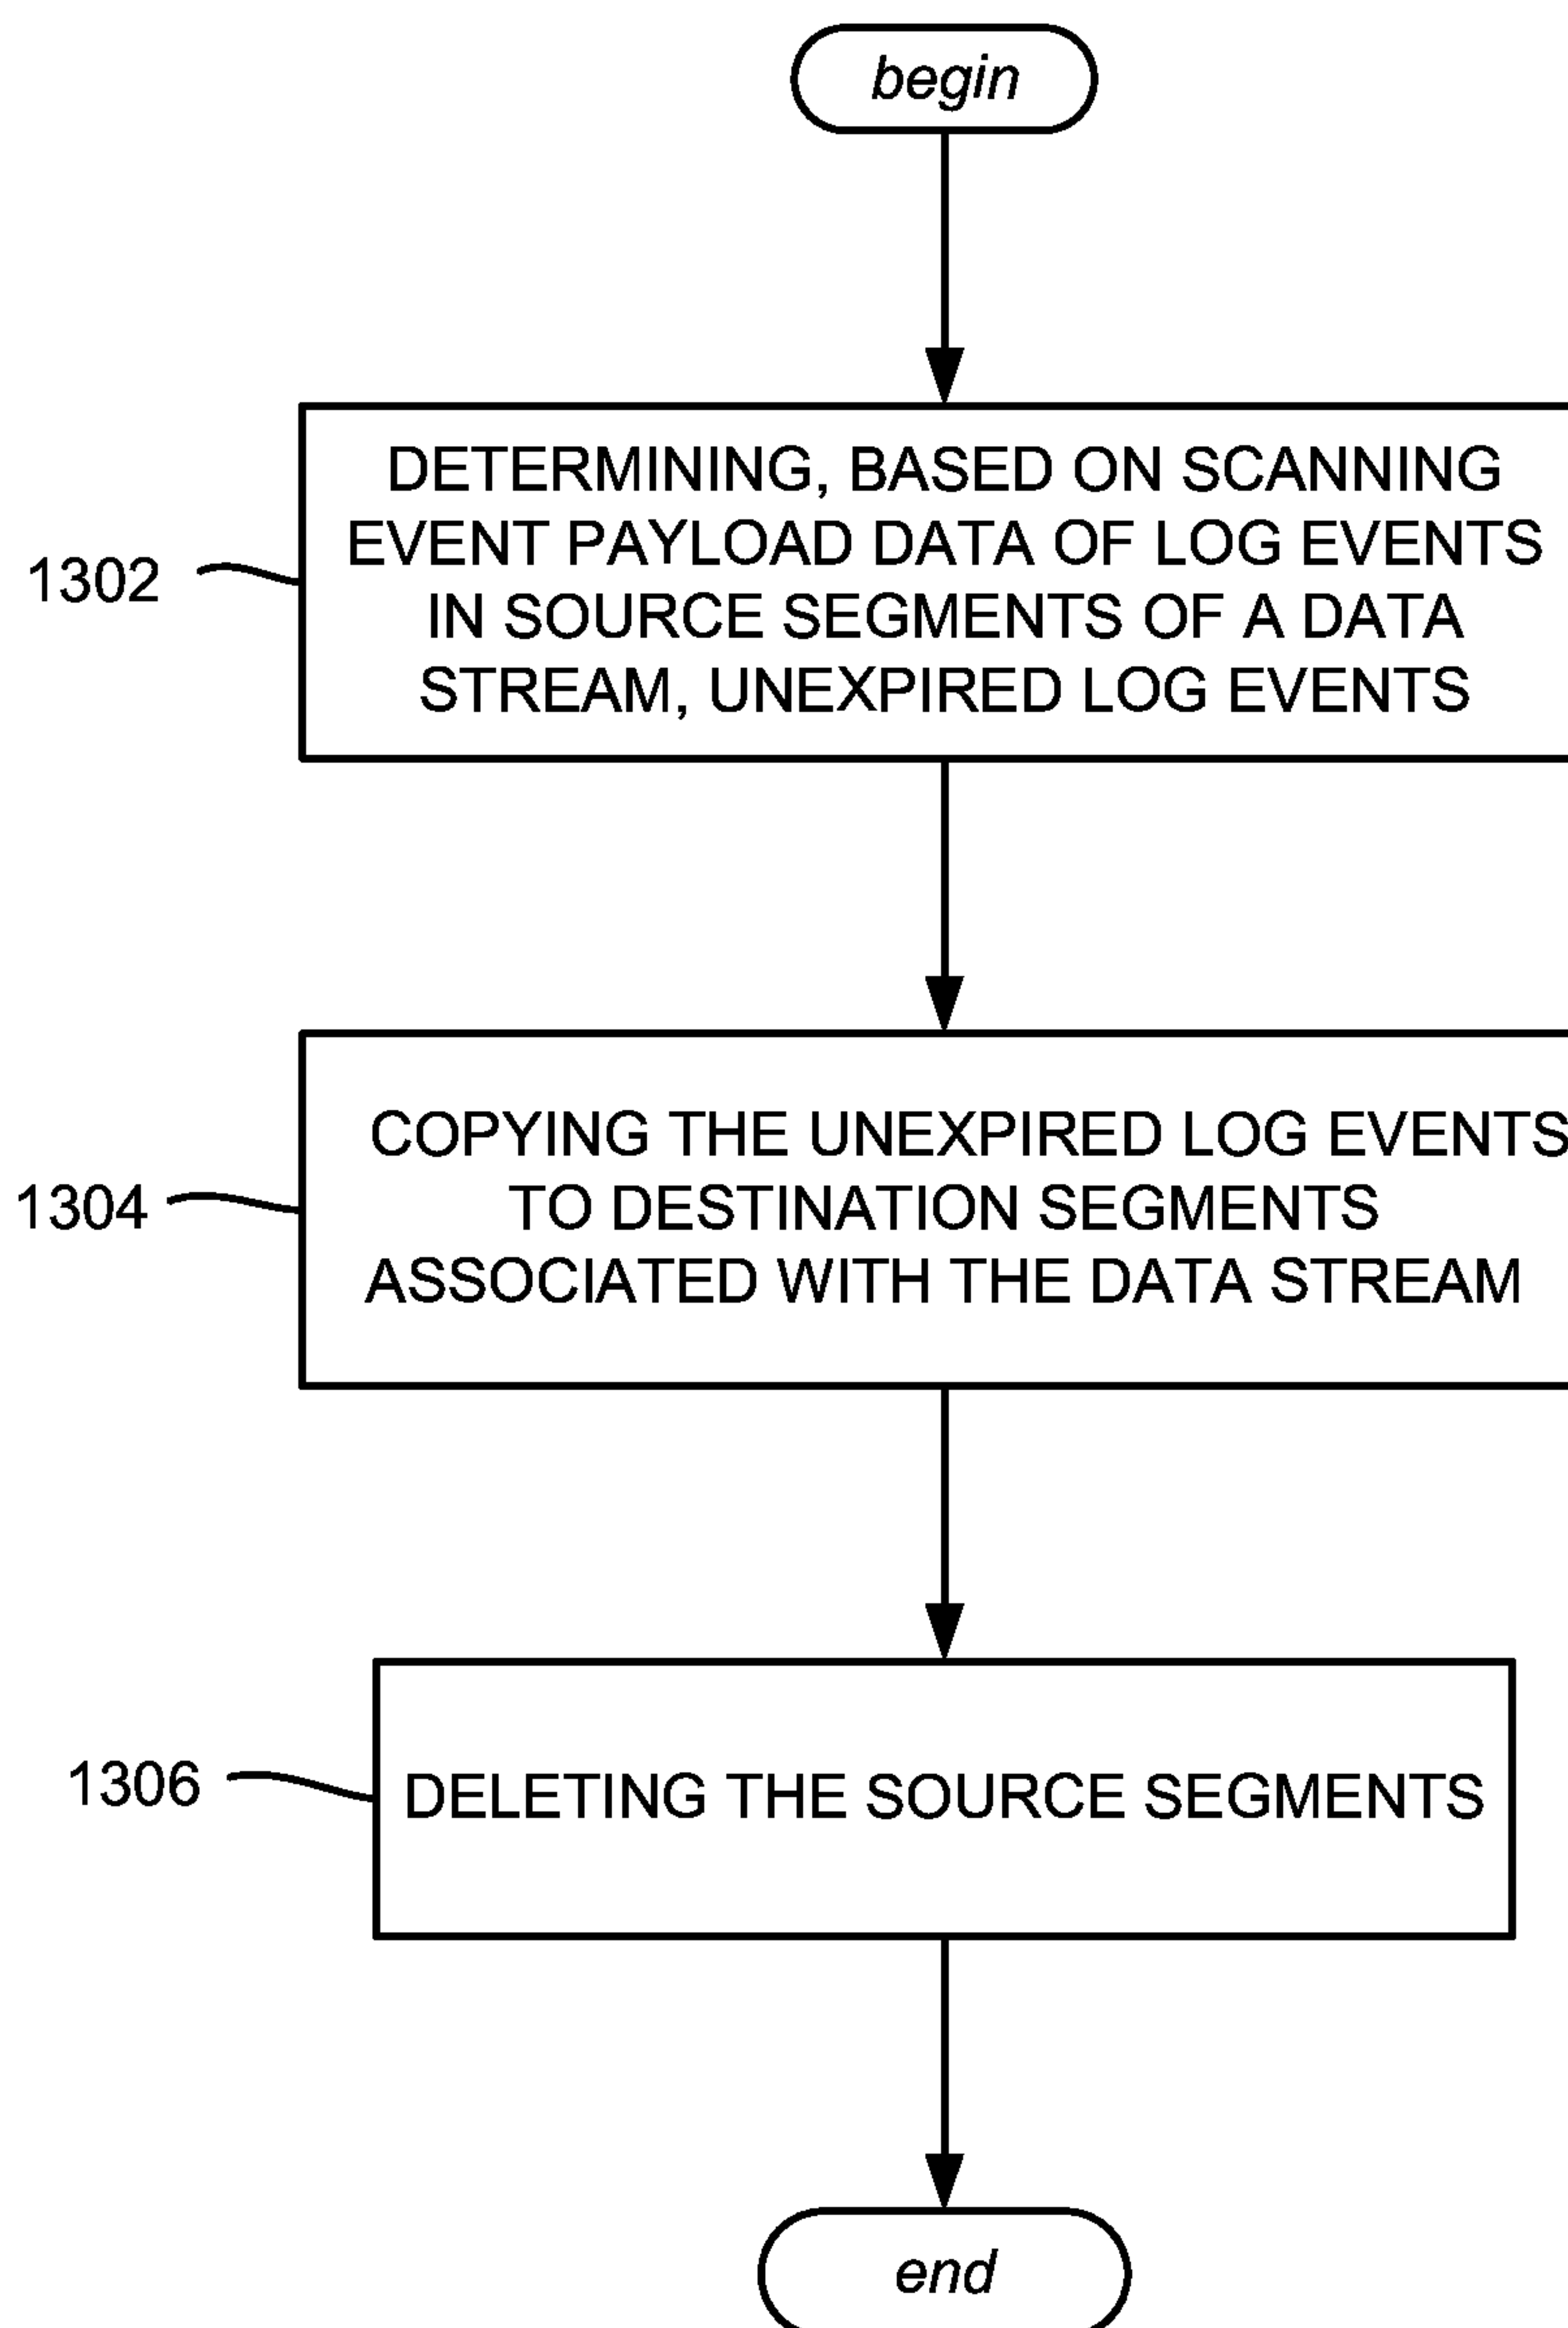 begin
DETERMINING, BASED ON SCANNING
EVENT PAYLOAD DATA OF LOG EVENTS
IN SOURCE SEGMENTS OF A DATA
STREAM, UNEXPIRED LOG EVENTS
1302
COPYING THE UNEXPIRED LOG EVENTS
TO DESTINATION SEGMENTS
ASSOCIATED WITH THE DATA STREAM
1304
DELETING THE SOURCE SEGMENTS
1306
end